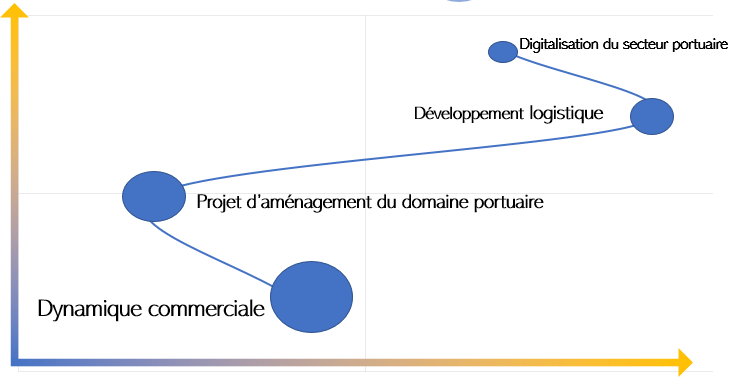 Digitalisation du secteur portuaire
Développement logistique
Projet d'aménagement du domaine portuaire
Dynamique commerciale